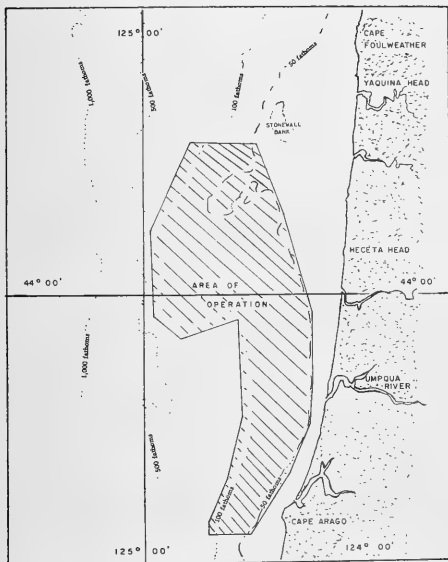 125° 00'
CAPE
FOULWEATHER
50 fathoms
1,000 fathoms
500 fathoms
100 fathoms
YAQUINA HEAD
STONEWALL
BANK
HECETA HEAD
44° 00'
AREA OF
OPERATION
44° 00'
1,000 fathoms
UMPQUA
RIVER
500 fathoms
100 fathoms
50 fathoms
CAPE ARAGO
125° 00'
124° 00'